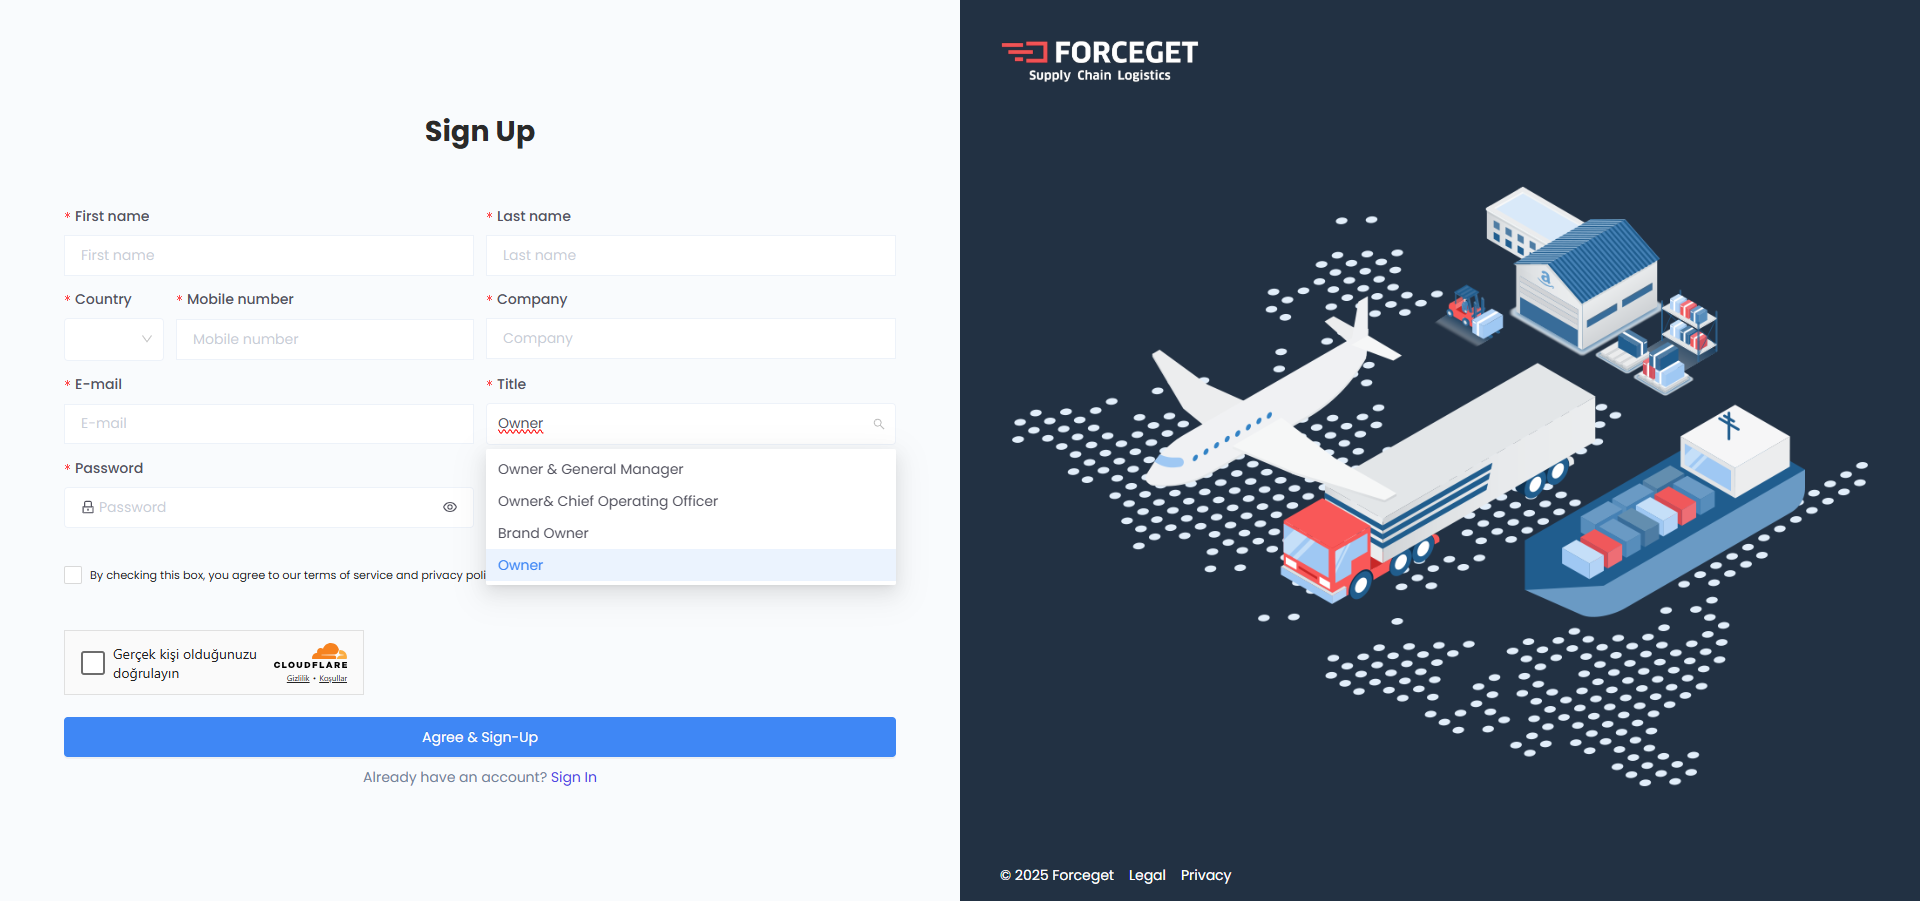 Sign Up
* First name
* Last name
First name
Last name
* Country
* Mobile number
* Company
Mobile number
Company
* E-mail
* Title
E-mail
Owner
* Password
Password
Owner & General Manager
Owner& Chief Operating Officer
Brand Owner
Owner
By checking this box, you agree to our terms of service and privacy poli
Gerçek kişi olduğunuzu
doğrulayın
CLOUDFLARE
Gizlilik • Koşullar
Agree & Sign-Up
Already have an account? Sign In
FORCEGET
Supply Chain Logistics
a
© 2025 Forceget Legal Privacy